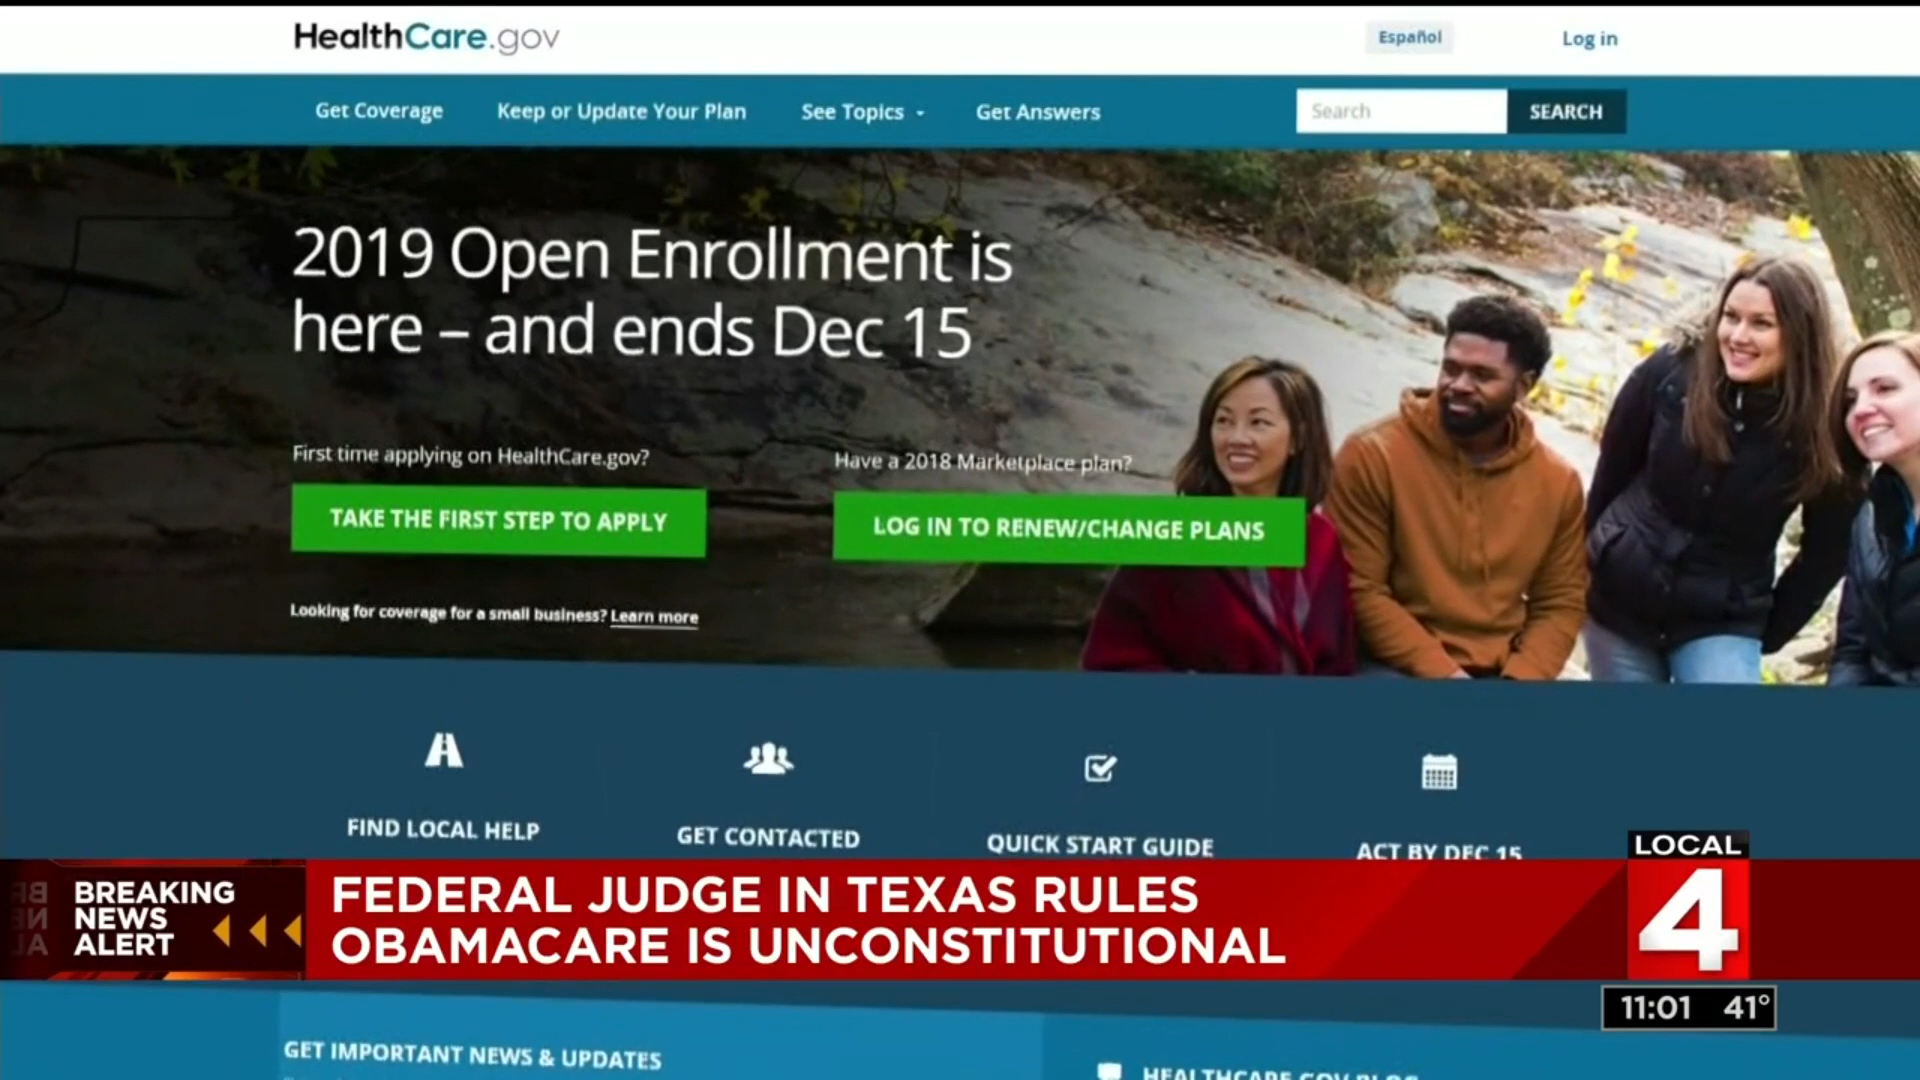 HealthCare.gov
Español
Log in
Get Coverage
Keep or Update Your Plan
See Topics
Get Answers
Search
SEARCH
2019 Open Enrollment is
here – and ends Dec 15
First time applying on HealthCare.gov?
Have a 2018 Marketplace plan?
TAKE THE FIRST STEP TO APPLY
LOG IN TO RENEW/CHANGE PLANS
Looking for coverage for a small business? Learn more
FIND LOCAL HELP
GET CONTACTED
QUICK START GUIDE
ACT BY DEC 15
LOCAL
4
BREAKING
NEWS
ALERT
FEDERAL JUDGE IN TEXAS RULES
OBAMACARE IS UNCONSTITUTIONAL
11:01 41°
GET IMPORTANT NEWS & UPDATES
HEALTHCARE.GOV BLOG